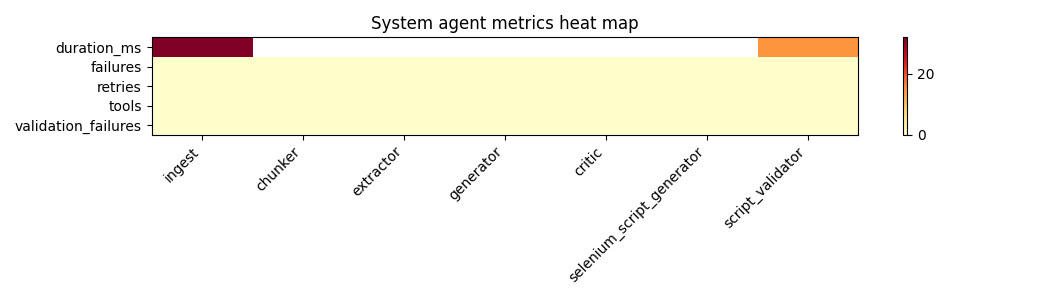 System agent metrics heat map
duration_ms
failures
retries
tools
validation_failures
ingest
chunker
extractor
generator
critic
selenium_script_generator
script_validator
20
0